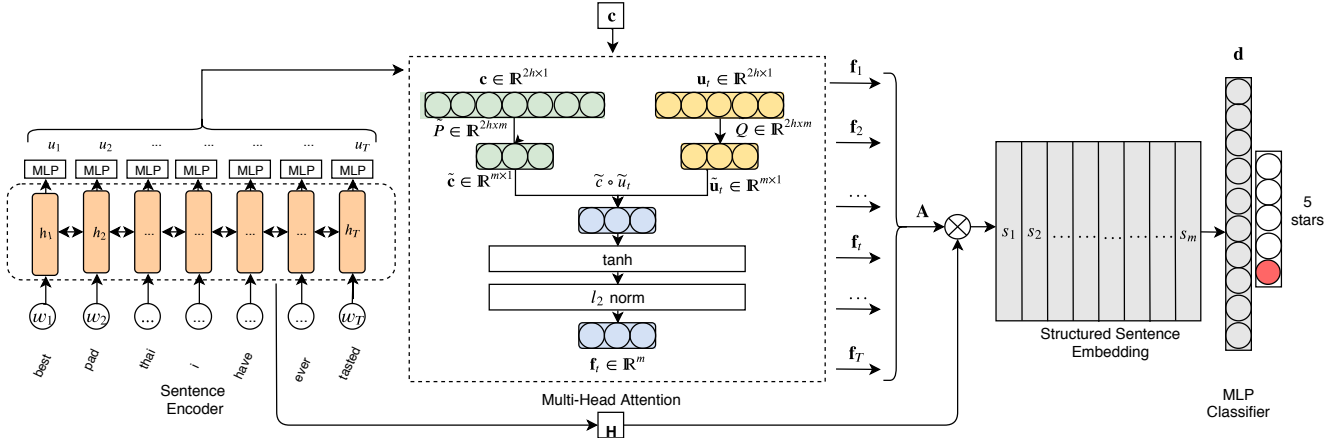 c
d
c ∈ ℝ^{2h×1}
u_t ∈ ℝ^{2h×1}
P̃ ∈ ℝ^{2hxm}
Q ∈ ℝ^{2hxm}
c̃ ∈ ℝ^{m×1}
c̃ ∘ ũ_t
ũ_t ∈ ℝ^{m×1}
tanh
l_2 norm
f_t ∈ ℝ^m
Multi-Head Attention
u_1 u_2 ... ... ... ... u_T
MLP MLP MLP MLP MLP MLP MLP
h_1 h_2 ... ... ... ... h_T
w_1 w_2 ... ... ... ... w_T
best pad thai i have ever tasted
Sentence
Encoder
H
f_1
f_2
....
f_t
...
f_T
A
s_1 s_2 ... ... ... ... ... s_m
Structured Sentence
Embedding
5
stars
MLP
Classifier